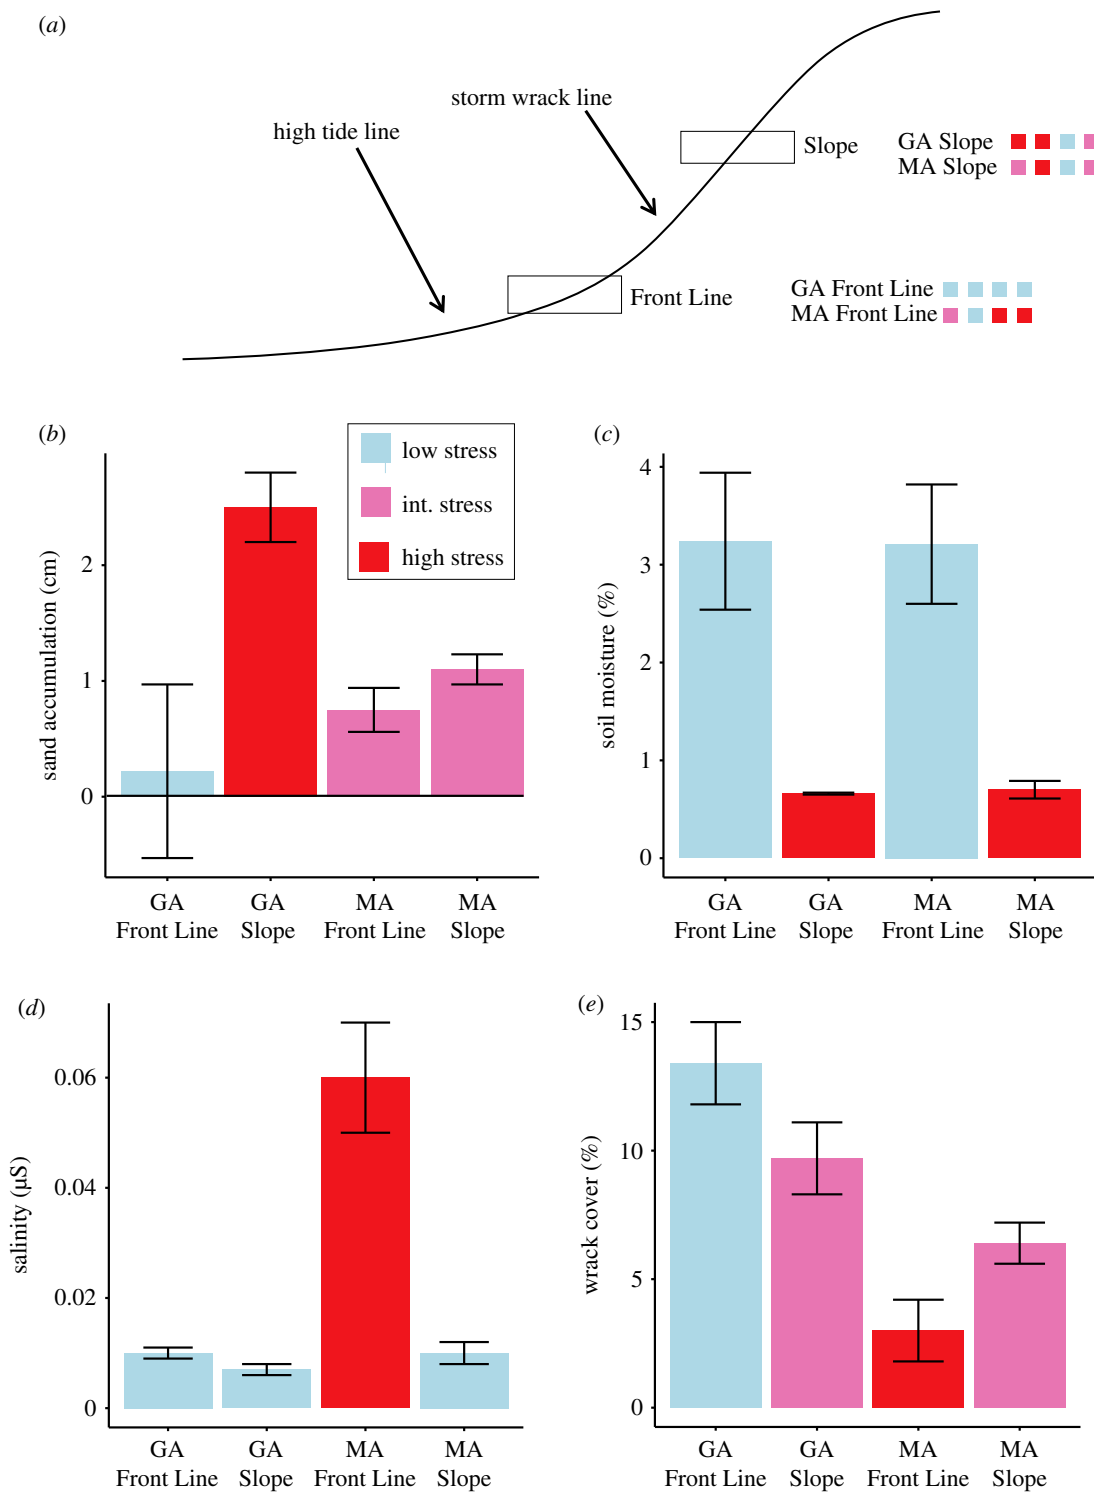 (a)
storm wrack line
high tide line
Slope
GA Slope
MA Slope
Front Line
GA Front Line
MA Front Line
(b)
low stress
int. stress
high stress
sand accumulation (cm)
2
1
0
GA
Front Line
GA
Slope
MA
Front Line
MA
Slope
(c)
soil moisture (%)
4
3
2
1
0
GA
Front Line
GA
Slope
MA
Front Line
MA
Slope
(d)
salinity (µS)
0.06
0.04
0.02
0
GA
Front Line
GA
Slope
MA
Front Line
MA
Slope
(e)
wrack cover (%)
15
10
5
0
GA
Front Line
GA
Slope
MA
Front Line
MA
Slope